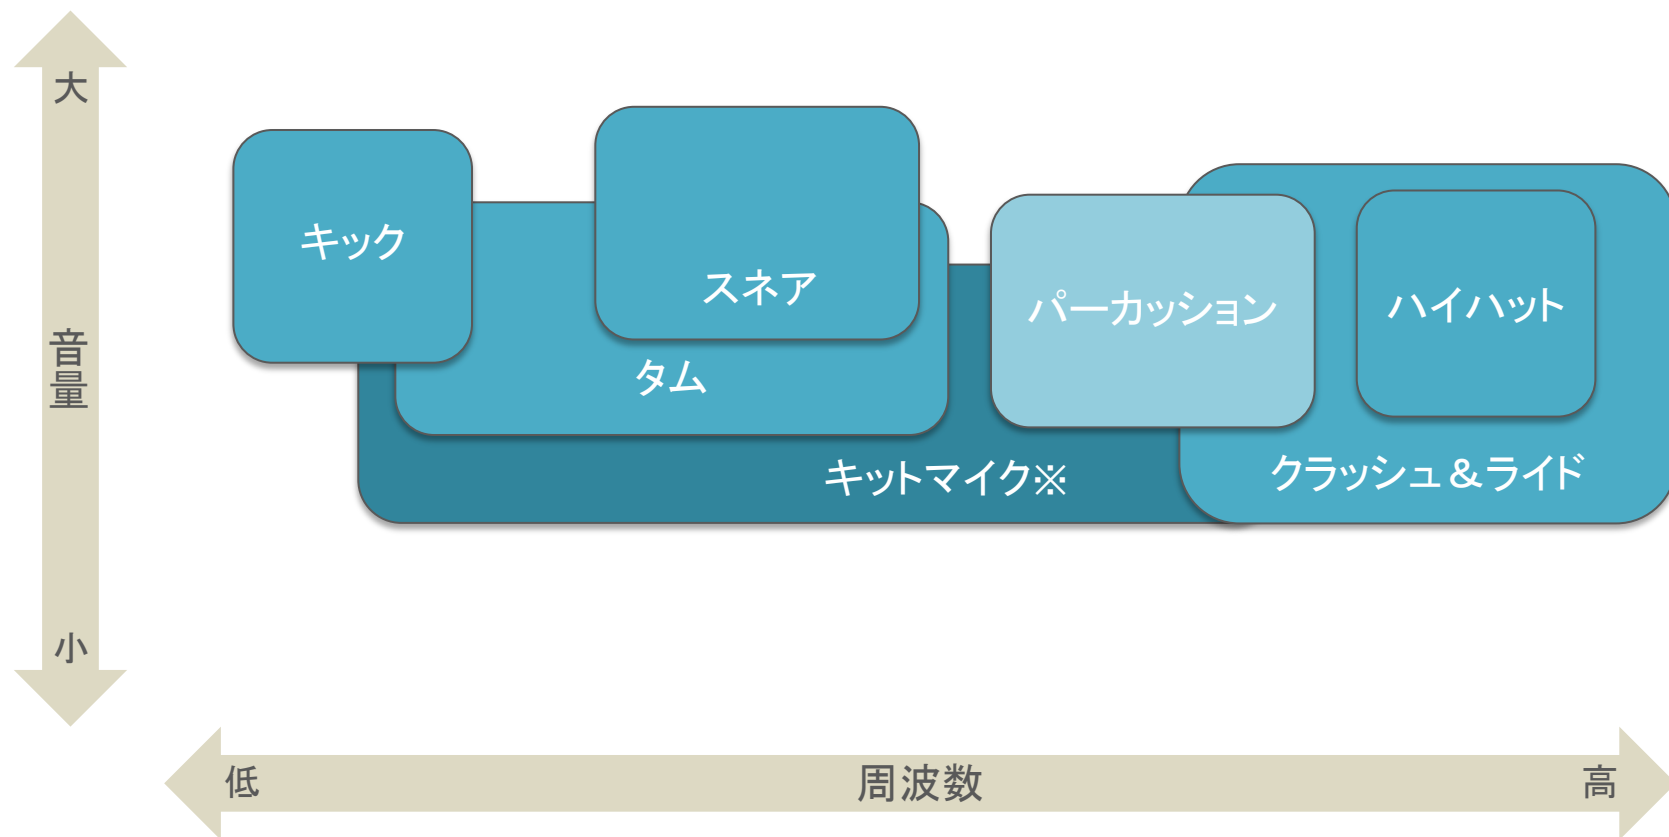 大
キック
スネア
パーカッション
ハイハット
音量
タム
キットマイク※
クラッシュ＆ライド
小
低
周波数
高